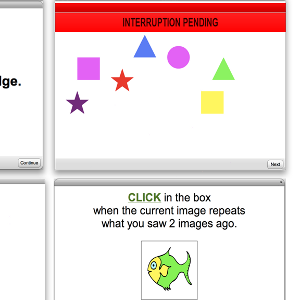 INTERRUPTION PENDING
dge.
Continue
Next
CLICK in the box
when the current image repeats
what you saw 2 images ago.